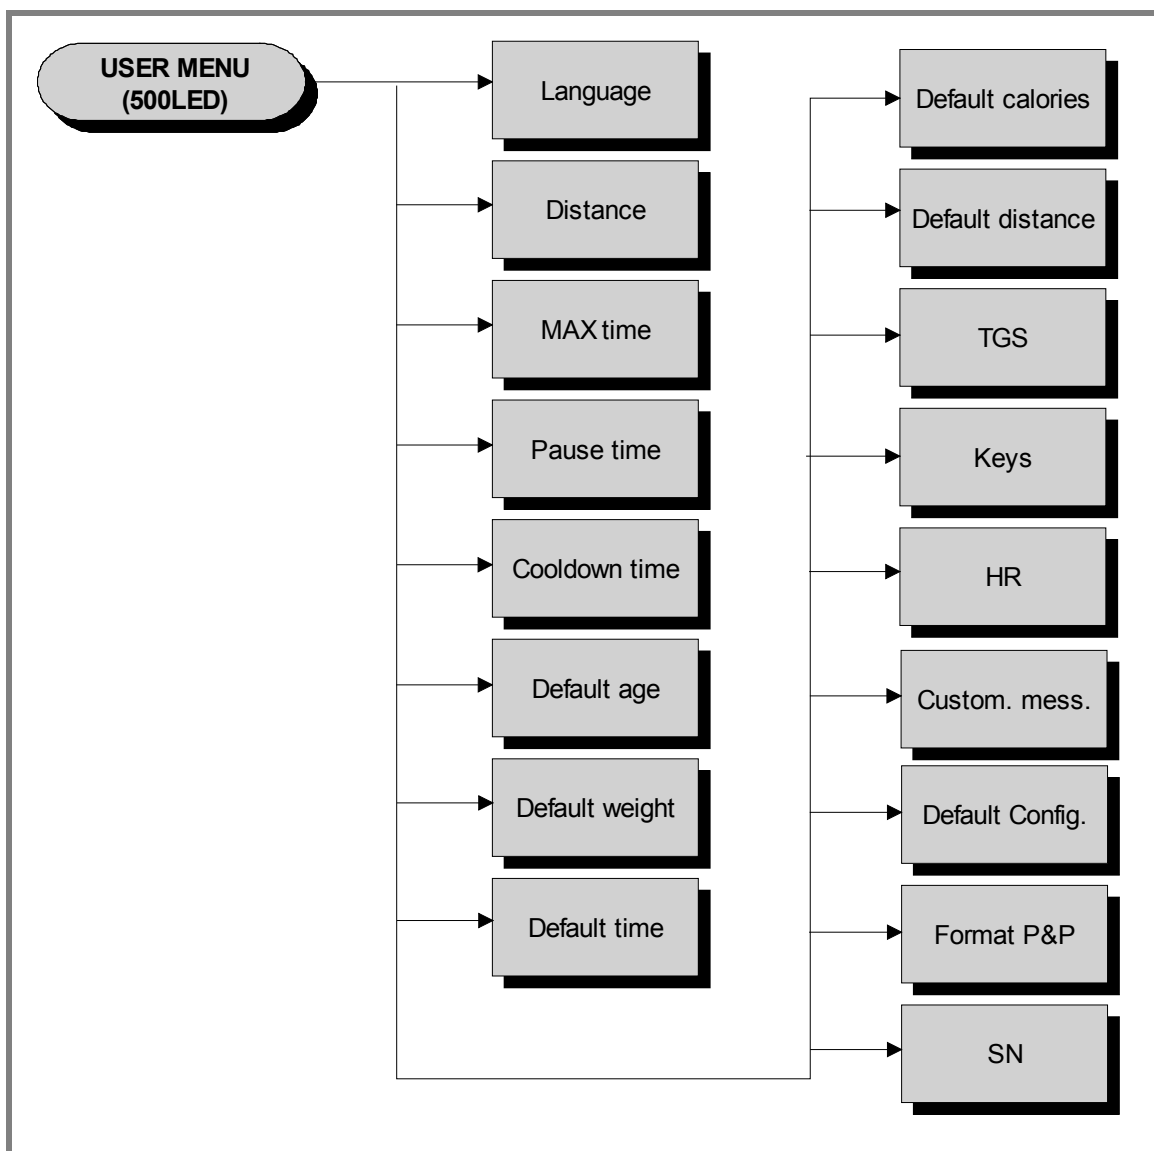 USER MENU
(500LED)
Language
Distance
MAX time
Pause time
Cooldown time
Default age
Default weight
Default time
Default calories
Default distance
TGS
Keys
HR
Custom. mess.
Default Config.
Format P&P
SN